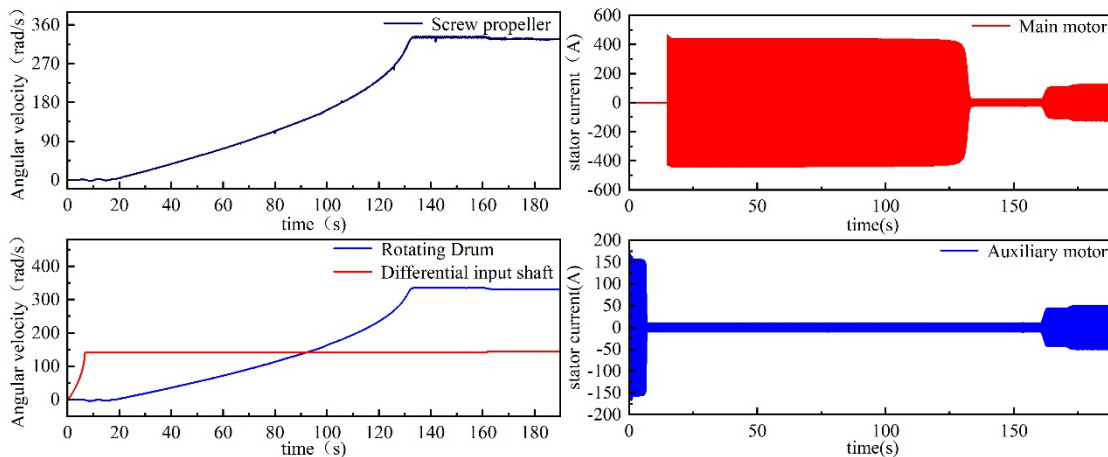 Angular velocity（rad/s）
360
270
180
90
0
Screw propeller
0 20 40 60 80 100 120 140 160 180
time（s）
stator current（A）
600
400
200
0
-200
-400
-600
Main motor
0 50 100 150
time(s)
Angular velocity（rad/s）
400
300
200
100
0
Rotating Drum
Differential input shaft
0 20 40 60 80 100 120 140 160 180
time（s）
stator current(A)
200
150
100
50
0
-50
-100
-150
-200
Auxiliary motor
0 50 100 150
time(s)